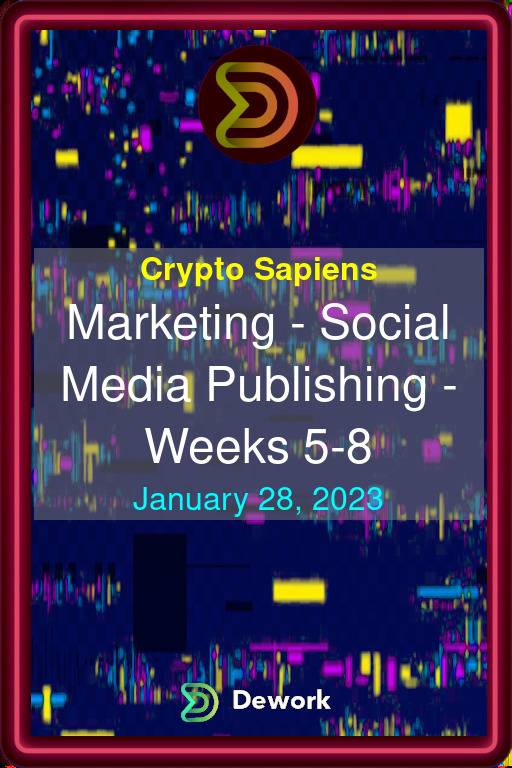 Crypto Sapiens
Marketing - Social
Media Publishing -
Weeks 5-8
January 28, 2023
Dework